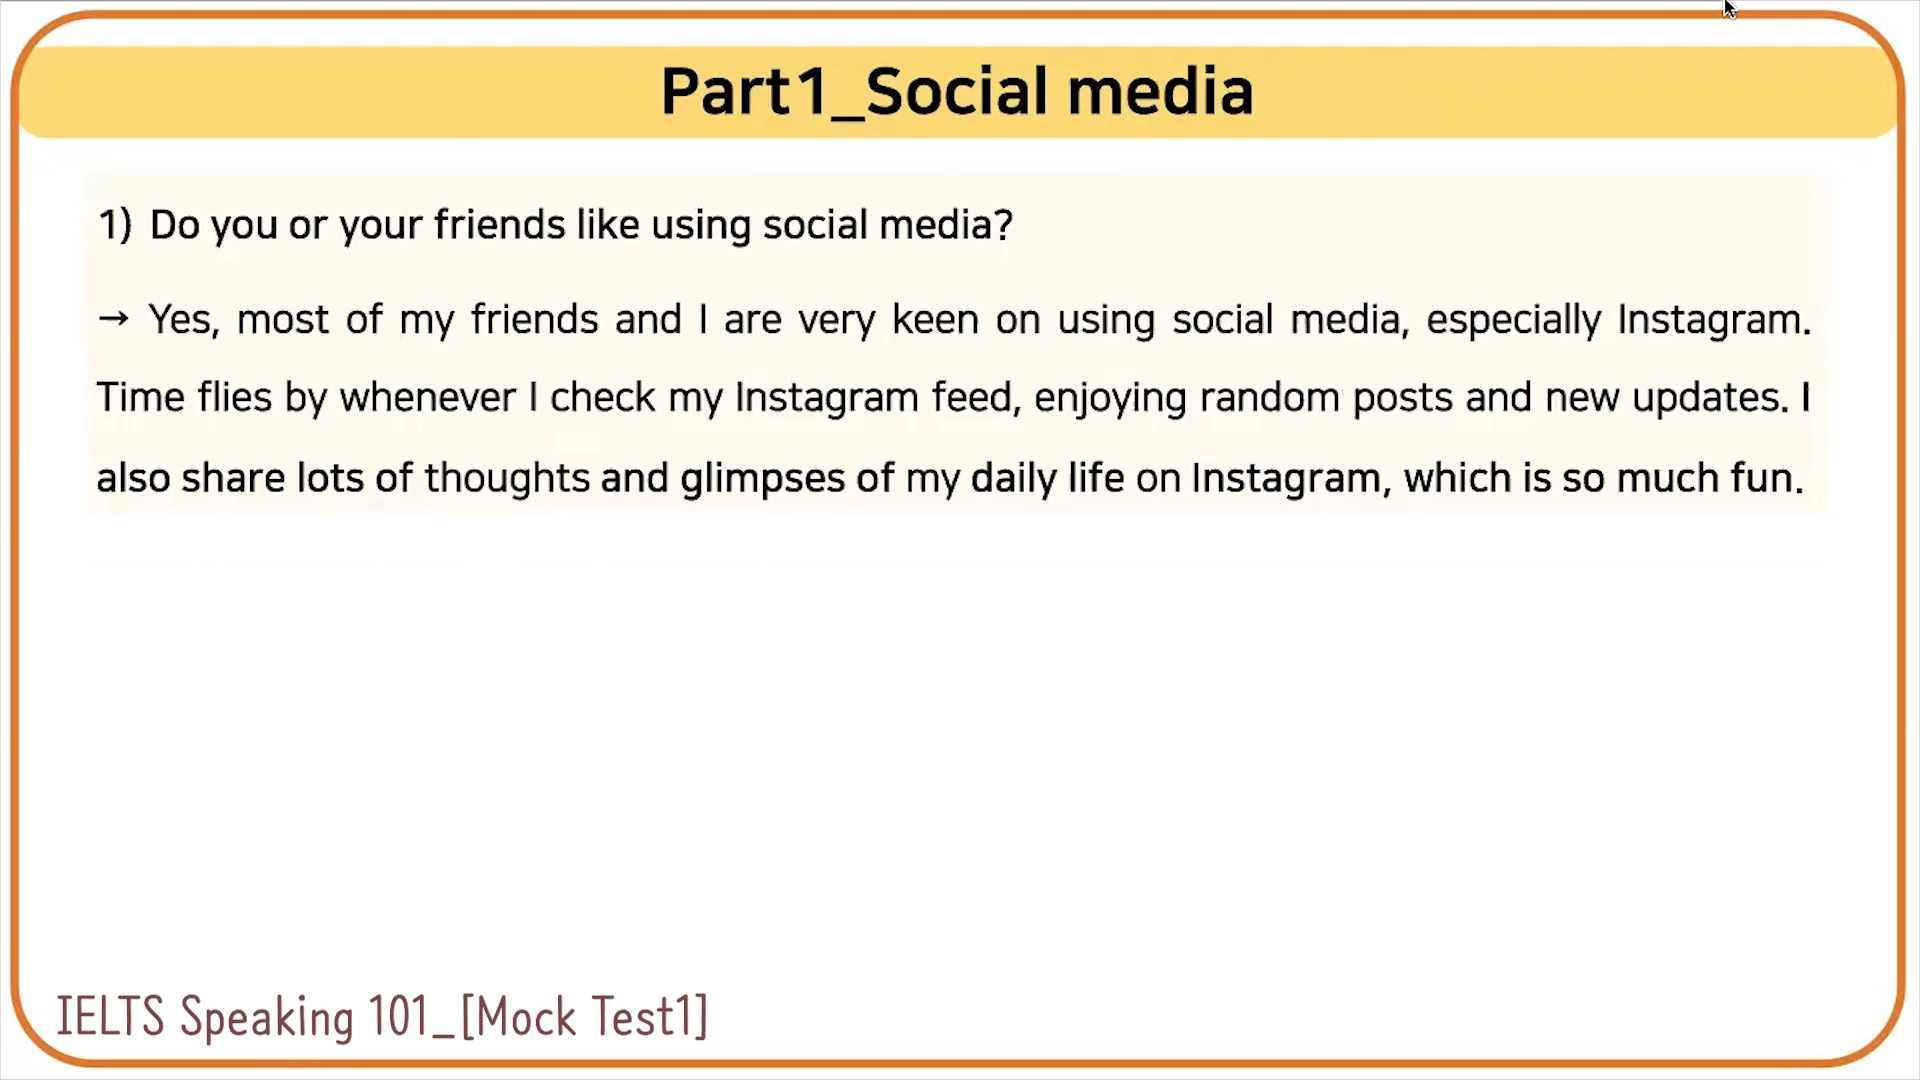 Part1_Social media
1) Do you or your friends like using social media?
→ Yes, most of my friends and I are very keen on using social media, especially Instagram.
Time flies by whenever I check my Instagram feed, enjoying random posts and new updates. I
also share lots of thoughts and glimpses of my daily life on Instagram, which is so much fun.
IELTS Speaking 101_[Mock Test1]